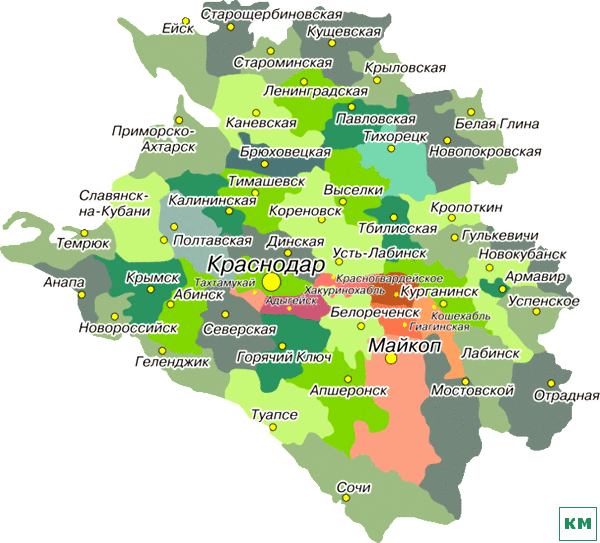 Старощербиновская
Ейск
Кущевская
Староминская
Крыловская
Ленинградская
Каневская
Павловская
Белая Глина
Приморско-
Ахтарск
Тихорецк
Новопокровская
Брюховецкая
Тимашевск
Славянск-
на-Кубани
Калининская
Выселки
Кореновск
Кропоткин
Тбилисская
Гулькевичи
Темрюк
Полтавская
Динская
Усть-Лабинск
Новокубанск
Краснодар
Анапа
Крымск
Тахтамукай
Красногвардейское
Хакуринохабль
Армавир
Абинск
Адыгейск
Курганинск
Успенское
Новороссийск
Северская
Белореченск
Кошехабль
Гиагинская
Геленджик
Горячий Ключ
Майкоп
Лабинск
Апшеронск
Мостовской
Отрадная
Туапсе
Сочи
КМ